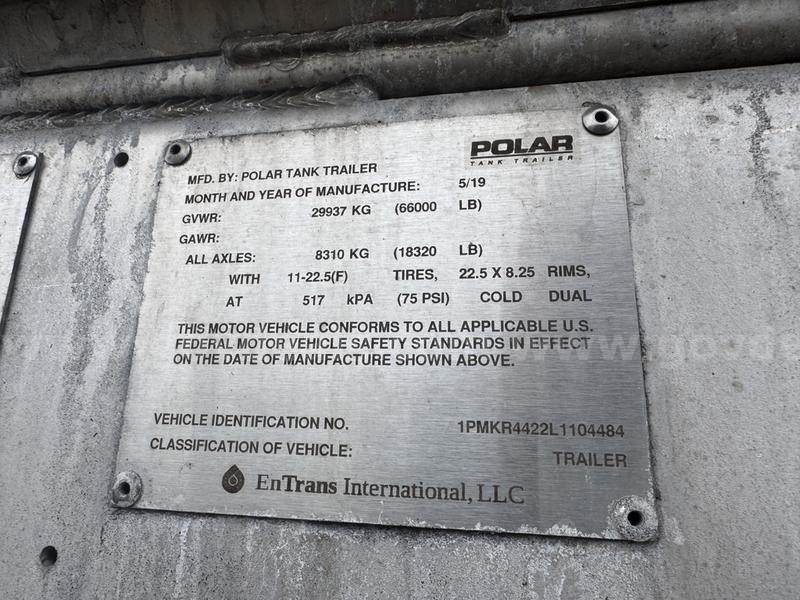 POLAR
TANK TRAILER
MFD. BY: POLAR TANK TRAILER
MONTH AND YEAR OF MANUFACTURE: 5/19
GVWR: 29937 KG (66000 LB)
GAWR:
ALL AXLES: 8310 KG (18320 LB)
WITH 11-22.5(F) TIRES, 22.5 X 8.25 RIMS,
AT 517 kPA (75 PSI) COLD DUAL
THIS MOTOR VEHICLE CONFORMS TO ALL APPLICABLE U.S.
FEDERAL MOTOR VEHICLE SAFETY STANDARDS IN EFFECT
ON THE DATE OF MANUFACTURE SHOWN ABOVE.
VEHICLE IDENTIFICATION NO. 1PMKR4422L1104484
CLASSIFICATION OF VEHICLE: TRAILER
EnTrans International, LLC